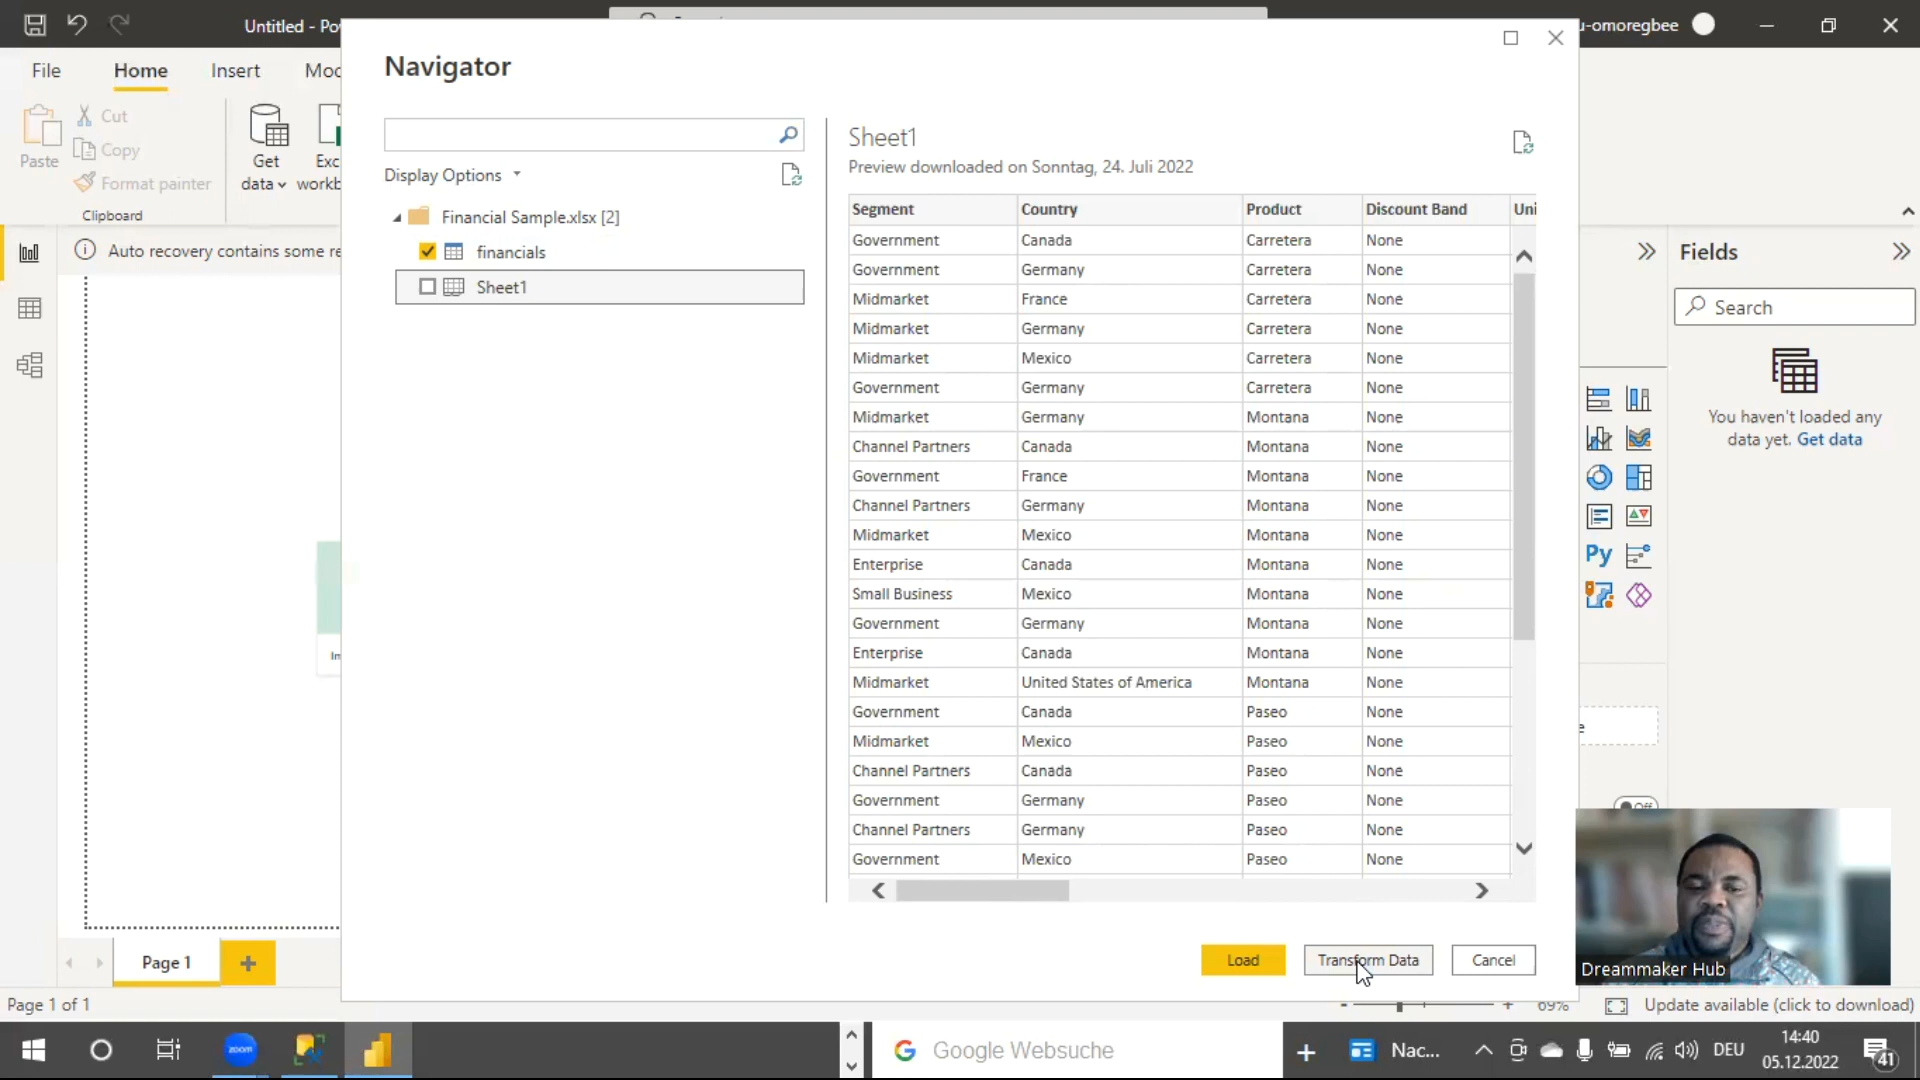 Untitled - Po
u-omoregbee
File
Home
Insert
Mod
Navigator
Paste
Cut
Copy
Format painter
Clipboard
Get
data
Exc
workb
Auto recovery contains some re
Display Options
Financial Sample.xlsx [2]
financials
Sheet1
Sheet1
Preview downloaded on Sonntag, 24. Juli 2022
Segment Country Product Discount Band Uni
Government Canada Carretera None
Government Germany Carretera None
Midmarket France Carretera None
Midmarket Germany Carretera None
Midmarket Mexico Carretera None
Government Germany Carretera None
Midmarket Germany Montana None
Channel Partners Canada Montana None
Government France Montana None
Channel Partners Germany Montana None
Midmarket Mexico Montana None
Enterprise Canada Montana None
Small Business Mexico Montana None
Government Germany Montana None
Enterprise Canada Montana None
Midmarket United States of America Montana None
Government Canada Paseo None
Midmarket Mexico Paseo None
Channel Partners Canada Paseo None
Government Germany Paseo None
Channel Partners Germany Paseo None
Government Mexico Paseo None
Load
Transform Data
Cancel
Fields
Search
You haven't loaded any
data yet. Get data
Py
Off
Dreammaker Hub
Im
Page 1
Page 1 of 1
69%
Update available (click to download)
zoom
Google Websuche
Nac...
DEU
14:40
05.12.2022
41